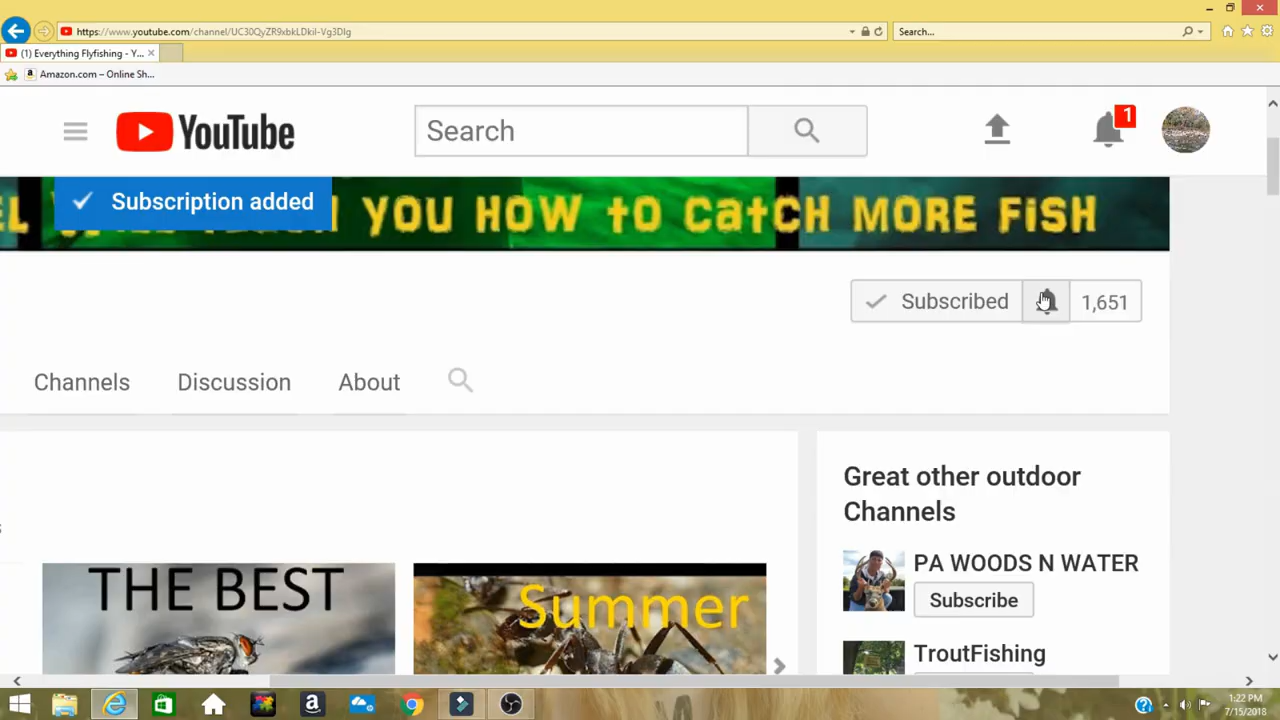 https://www.youtube.com/channel/UC30QyZR9xbkLDkiI-Vg3DIg
Search...
(1) Everything Flyfishing - Y...
Amazon.com – Online Sh...
YouTube
Search
1
Subscription added
YOU HOW to CatCH MORE FiSH
Subscribed
1,651
Channels
Discussion
About
Great other outdoor
Channels
THE BEST
Summer
PA WOODS N WATER
Subscribe
TroutFishing
1:22 PM
7/15/2018